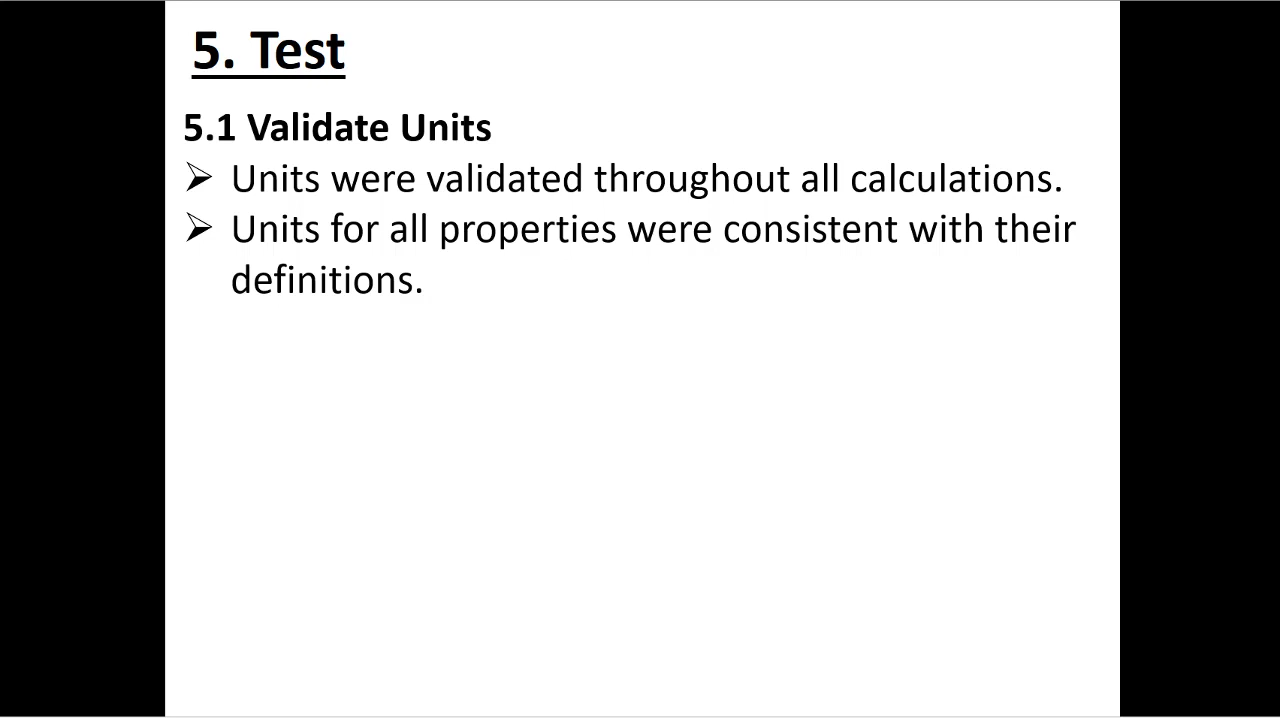 5. Test
5.1 Validate Units
➢ Units were validated throughout all calculations.
➢ Units for all properties were consistent with their
definitions.